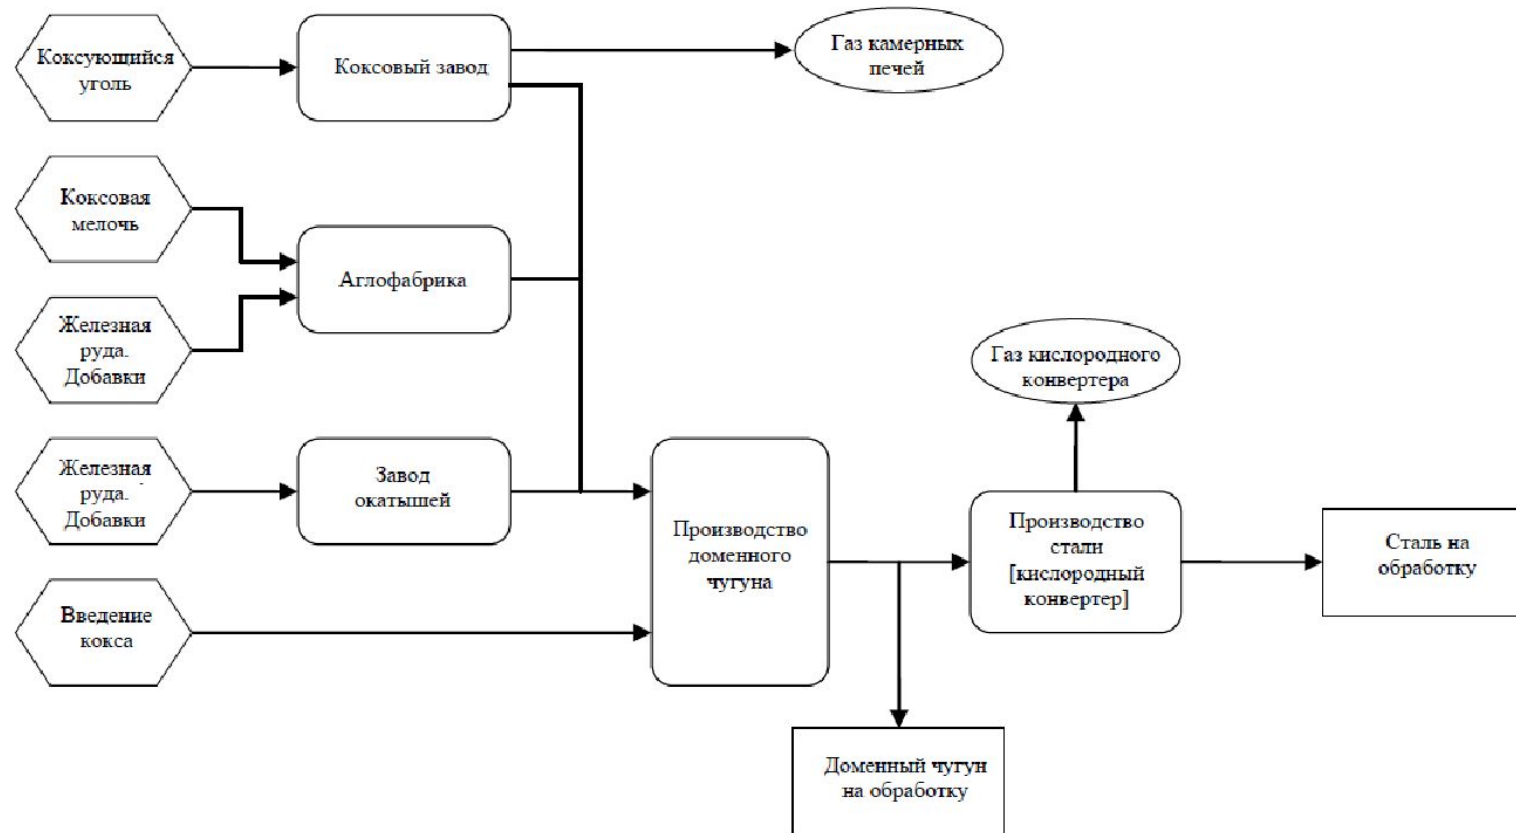 Коксующийся
уголь
Коксовый завод
Газ камерных
печей
Коксовая
мелочь
Аглофабрика
Железная
руда.
Добавки
Газ кислородного
конвертера
Железная
руда.
Добавки
Завод
окатышей
Производство
доменного
чугуна
Производство
стали
[кислородный
конвертер]
Сталь на
обработку
Введение
кокса
Доменный чугун
на обработку